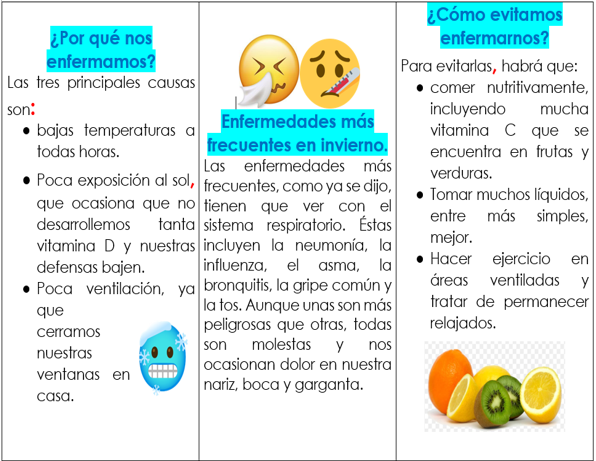 ¿Por qué nos
enfermamos?
Las tres principales causas
son:
● bajas temperaturas a
todas horas.
● Poca exposición al sol,
que ocasiona que no
desarrollemos tanta
vitamina D y nuestras
defensas bajen.
● Poca ventilación, ya
que
cerramos
nuestras
ventanas en
casa.
Enfermedades más
frecuentes en invierno.
Las enfermedades más
frecuentes, como ya se dijo,
tienen que ver con el
sistema respiratorio. Éstas
incluyen la neumonía, la
influenza, el asma, la
bronquitis, la gripe común y
la tos. Aunque unas son más
peligrosas que otras, todas
son molestas y nos
ocasionan dolor en nuestra
nariz, boca y garganta.
¿Cómo evitamos
enfermarnos?
Para evitarlas, habrá que:
● comer nutritivamente,
incluyendo mucha
vitamina C que se
encuentra en frutas y
verduras.
● Tomar muchos líquidos,
entre más simples,
mejor.
● Hacer ejercicio en
áreas ventiladas y
tratar de permanecer
relajados.